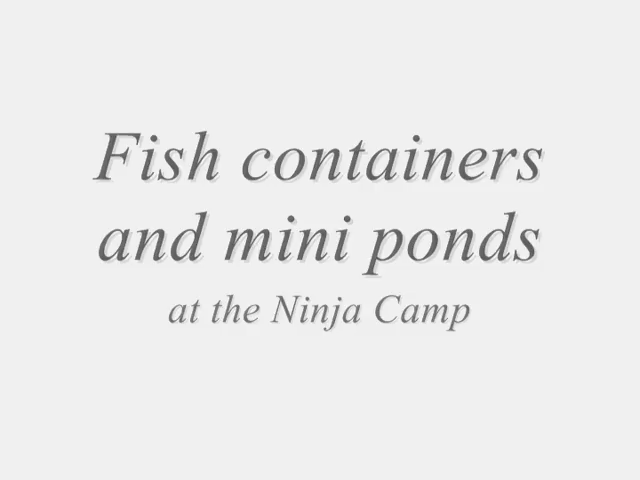 Fish containers
and mini ponds
at the Ninja Camp